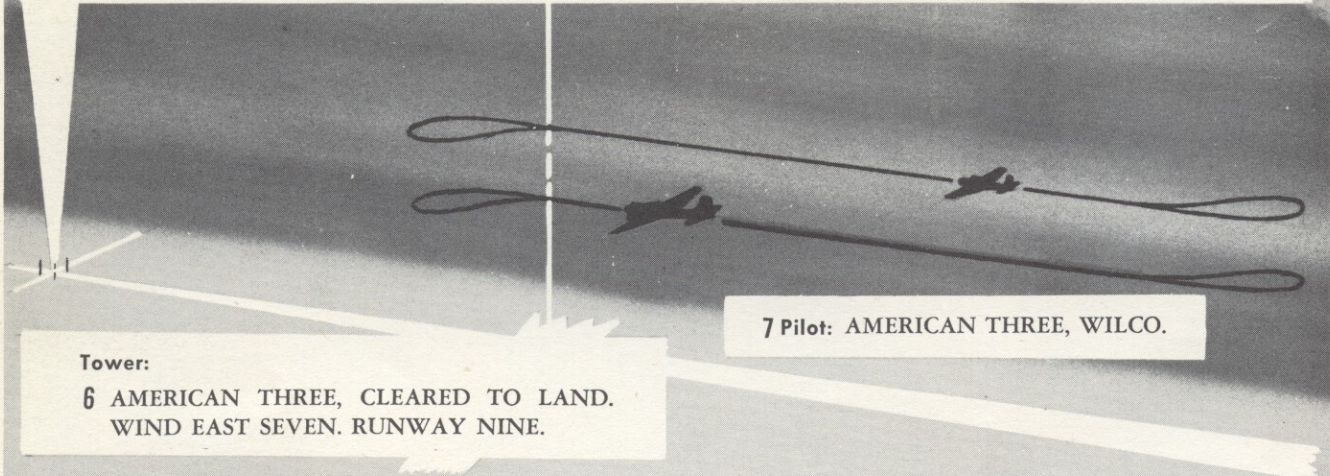 Tower:
6 AMERICAN THREE, CLEARED TO LAND.
WIND EAST SEVEN. RUNWAY NINE.
7 Pilot: AMERICAN THREE, WILCO.